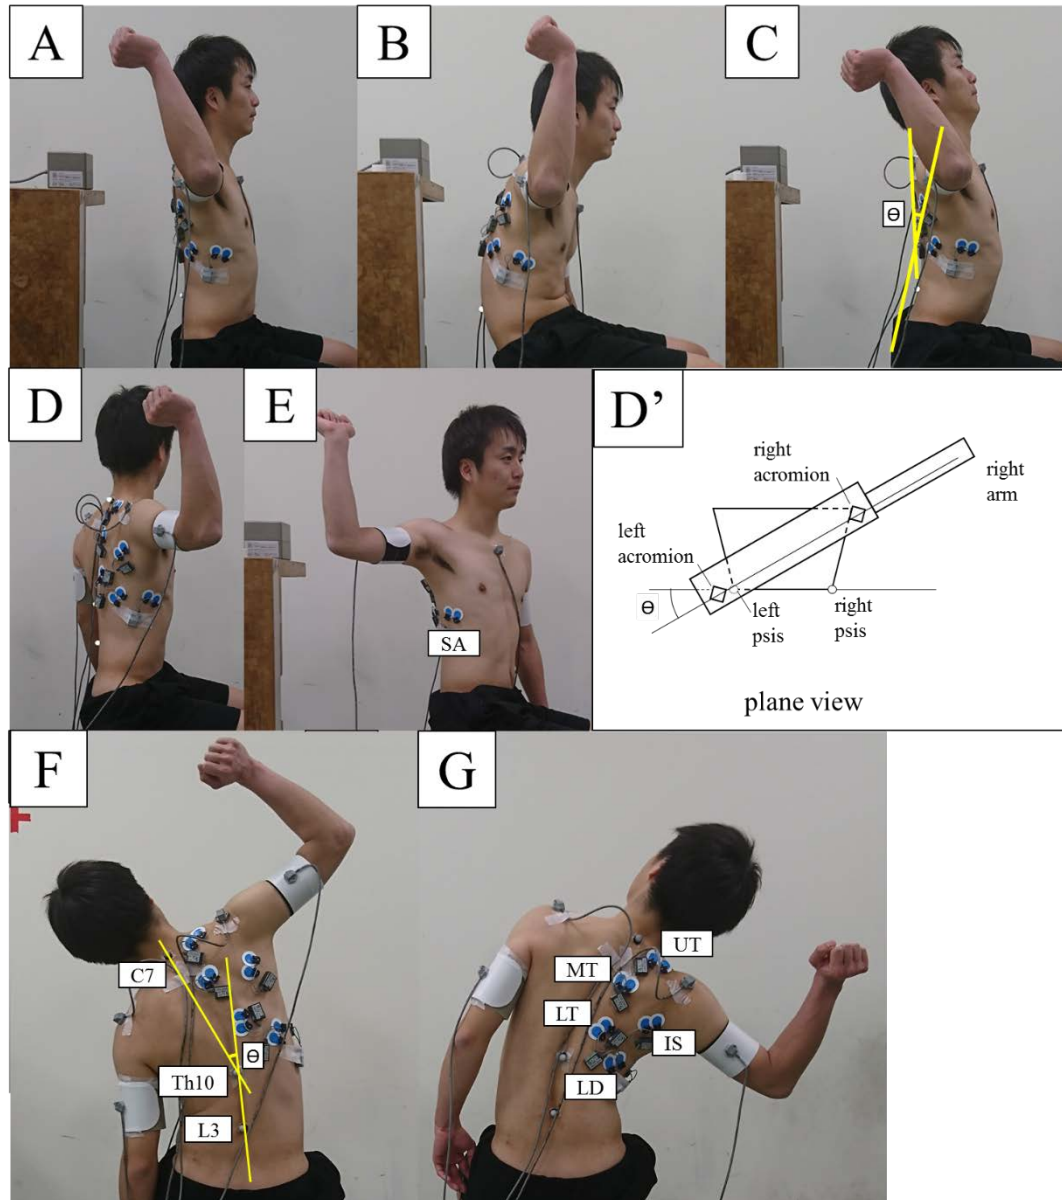 A
B
C
Ө
D
E
SA
D’
right
acromion
right
arm
left
acromion
Ө
left
psis
right
psis
plane view
F
C7
Ө
Th10
L3
G
UT
MT
LT
IS
LD